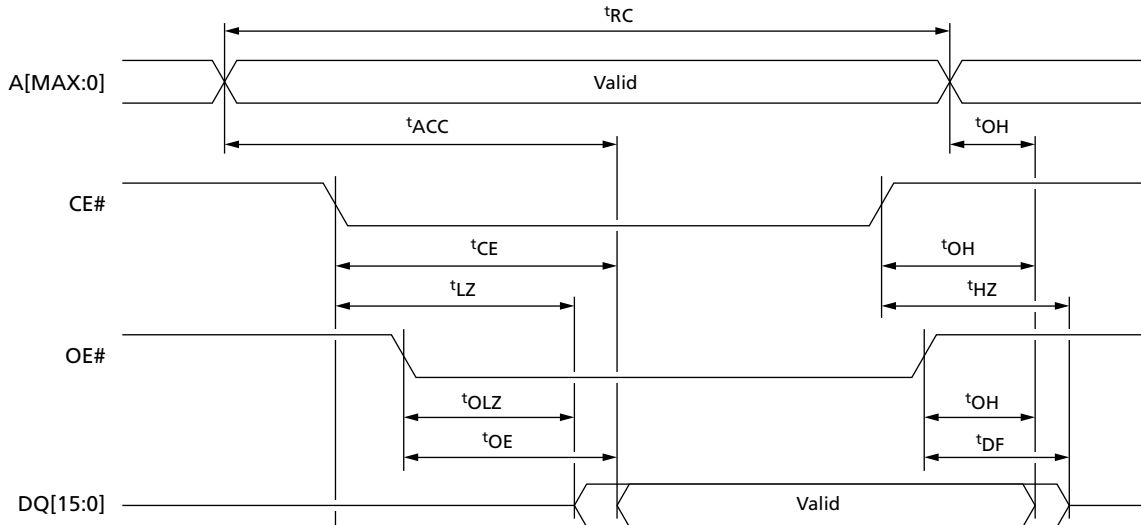 tRC
A[MAX:0]
Valid
tACC
tOH
CE#
tCE
tOH
tLZ
tHZ
OE#
tOLZ
tOH
tOE
tDF
DQ[15:0]
Valid